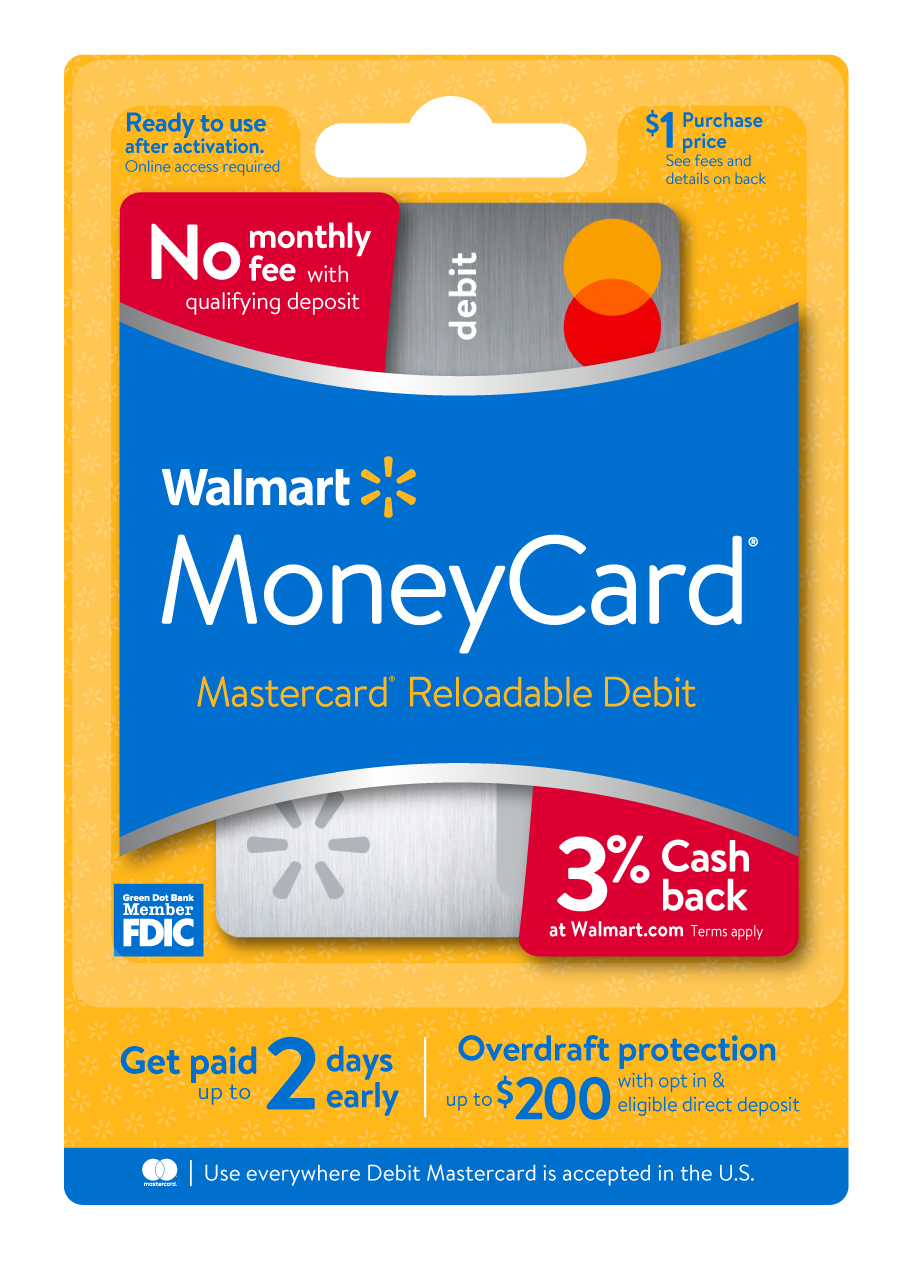 Ready to use
after activation.
Online access required
$1 Purchase
price
See fees and
details on back
No monthly
fee with
qualifying deposit
debit
Walmart
MoneyCard®
Mastercard® Reloadable Debit
Green Dot Bank
Member
FDIC
3% Cash
back
at Walmart.com Terms apply
Get paid
up to 2 days
early
Overdraft protection
up to $200 with opt in &
eligible direct deposit
mastercard.
Use everywhere Debit Mastercard is accepted in the U.S.